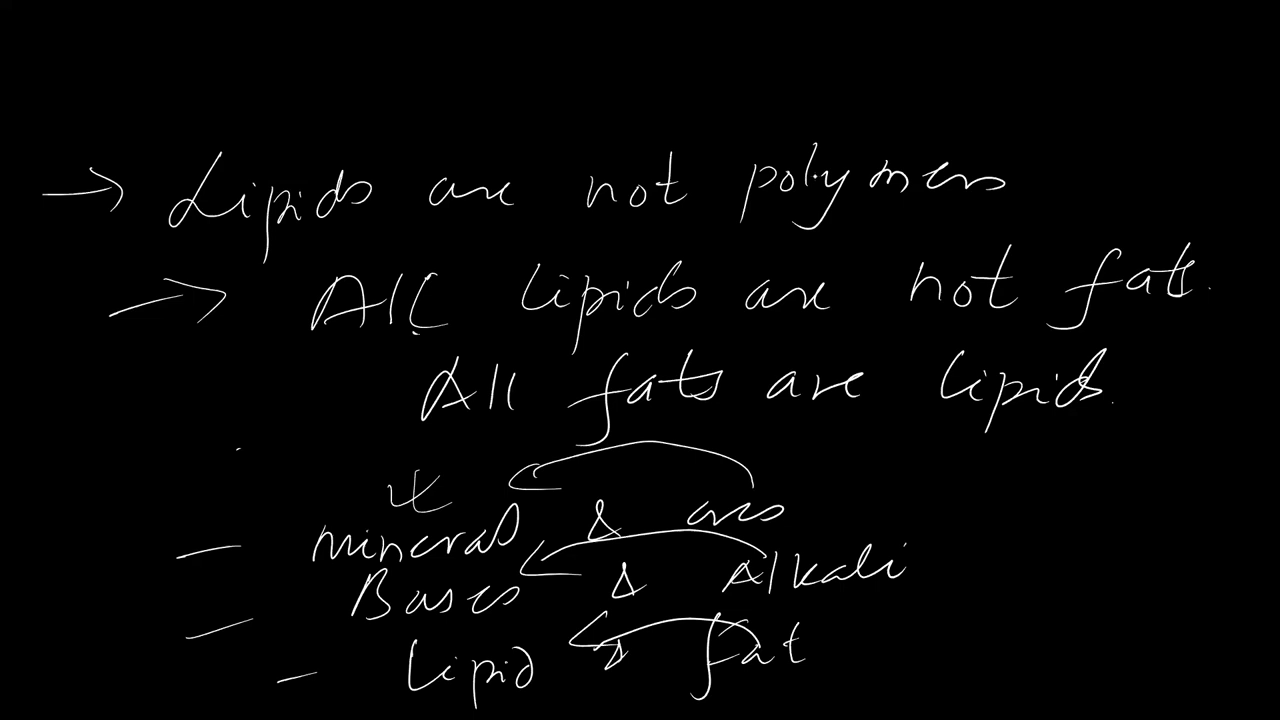 → Lipids are not polymers
→ All lipids are not fats.
All fats are lipids.
- minerals & ores
- Bases & Alkali
- lipid & fat